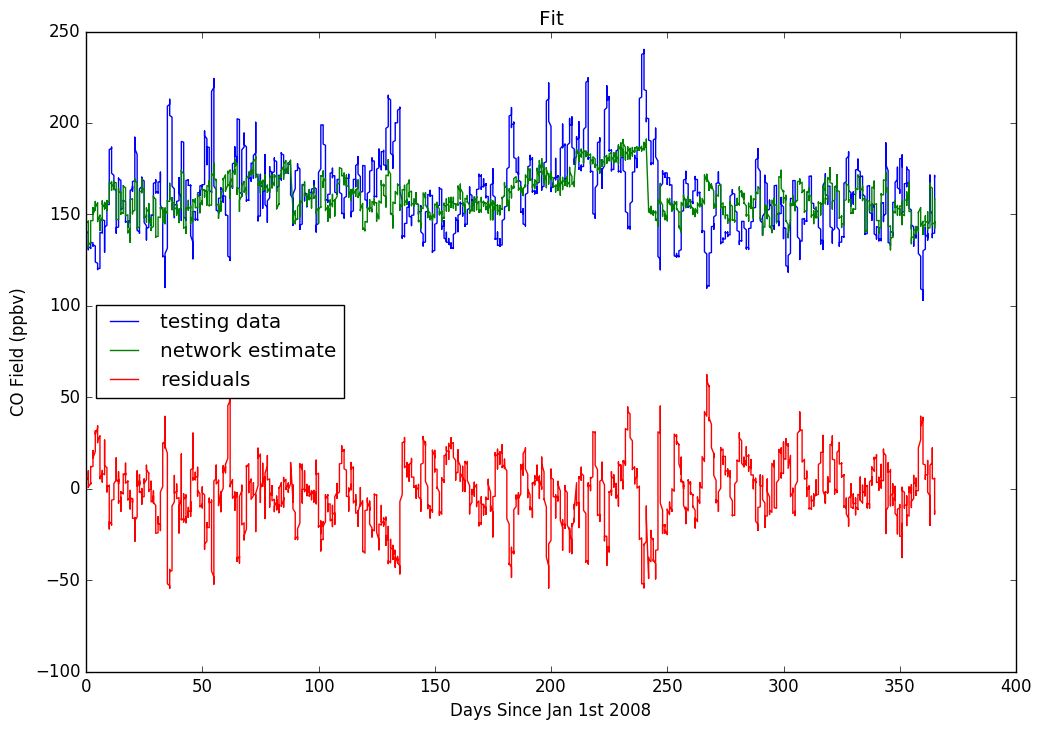 Fit
250
200
150
100
50
0
−50
−100
CO Field (ppbv)
testing data
network estimate
residuals
0 50 100 150 200 250 300 350 400
Days Since Jan 1st 2008